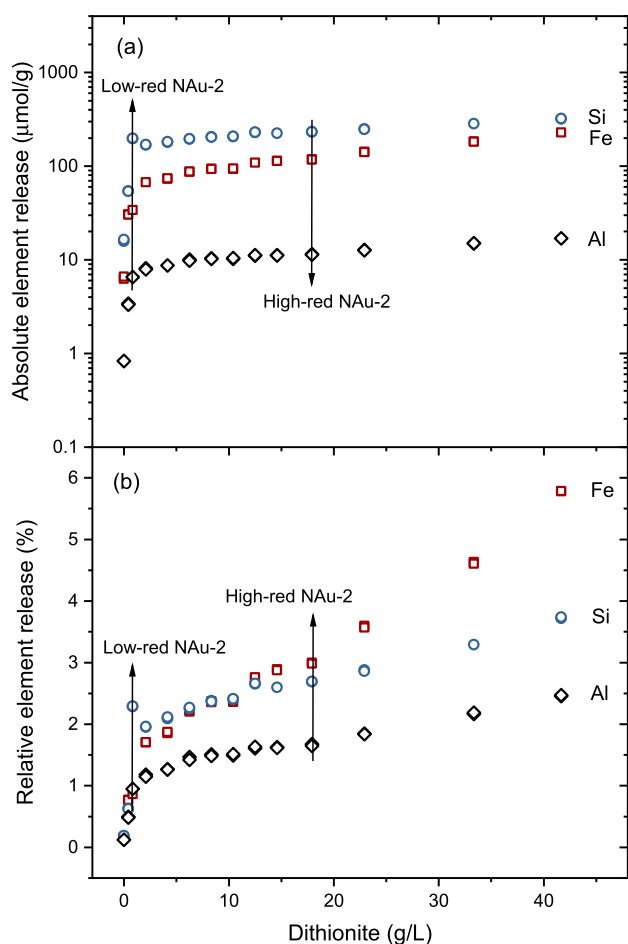 (a)
Low-red NAu-2
High-red NAu-2
Si
Fe
Al
1000
100
10
1
0.1
Absolute element release (μmol/g)
(b)
Low-red NAu-2
High-red NAu-2
Fe
Si
Al
6
5
4
3
2
1
0
Relative element release (%)
0 10 20 30 40
Dithionite (g/L)